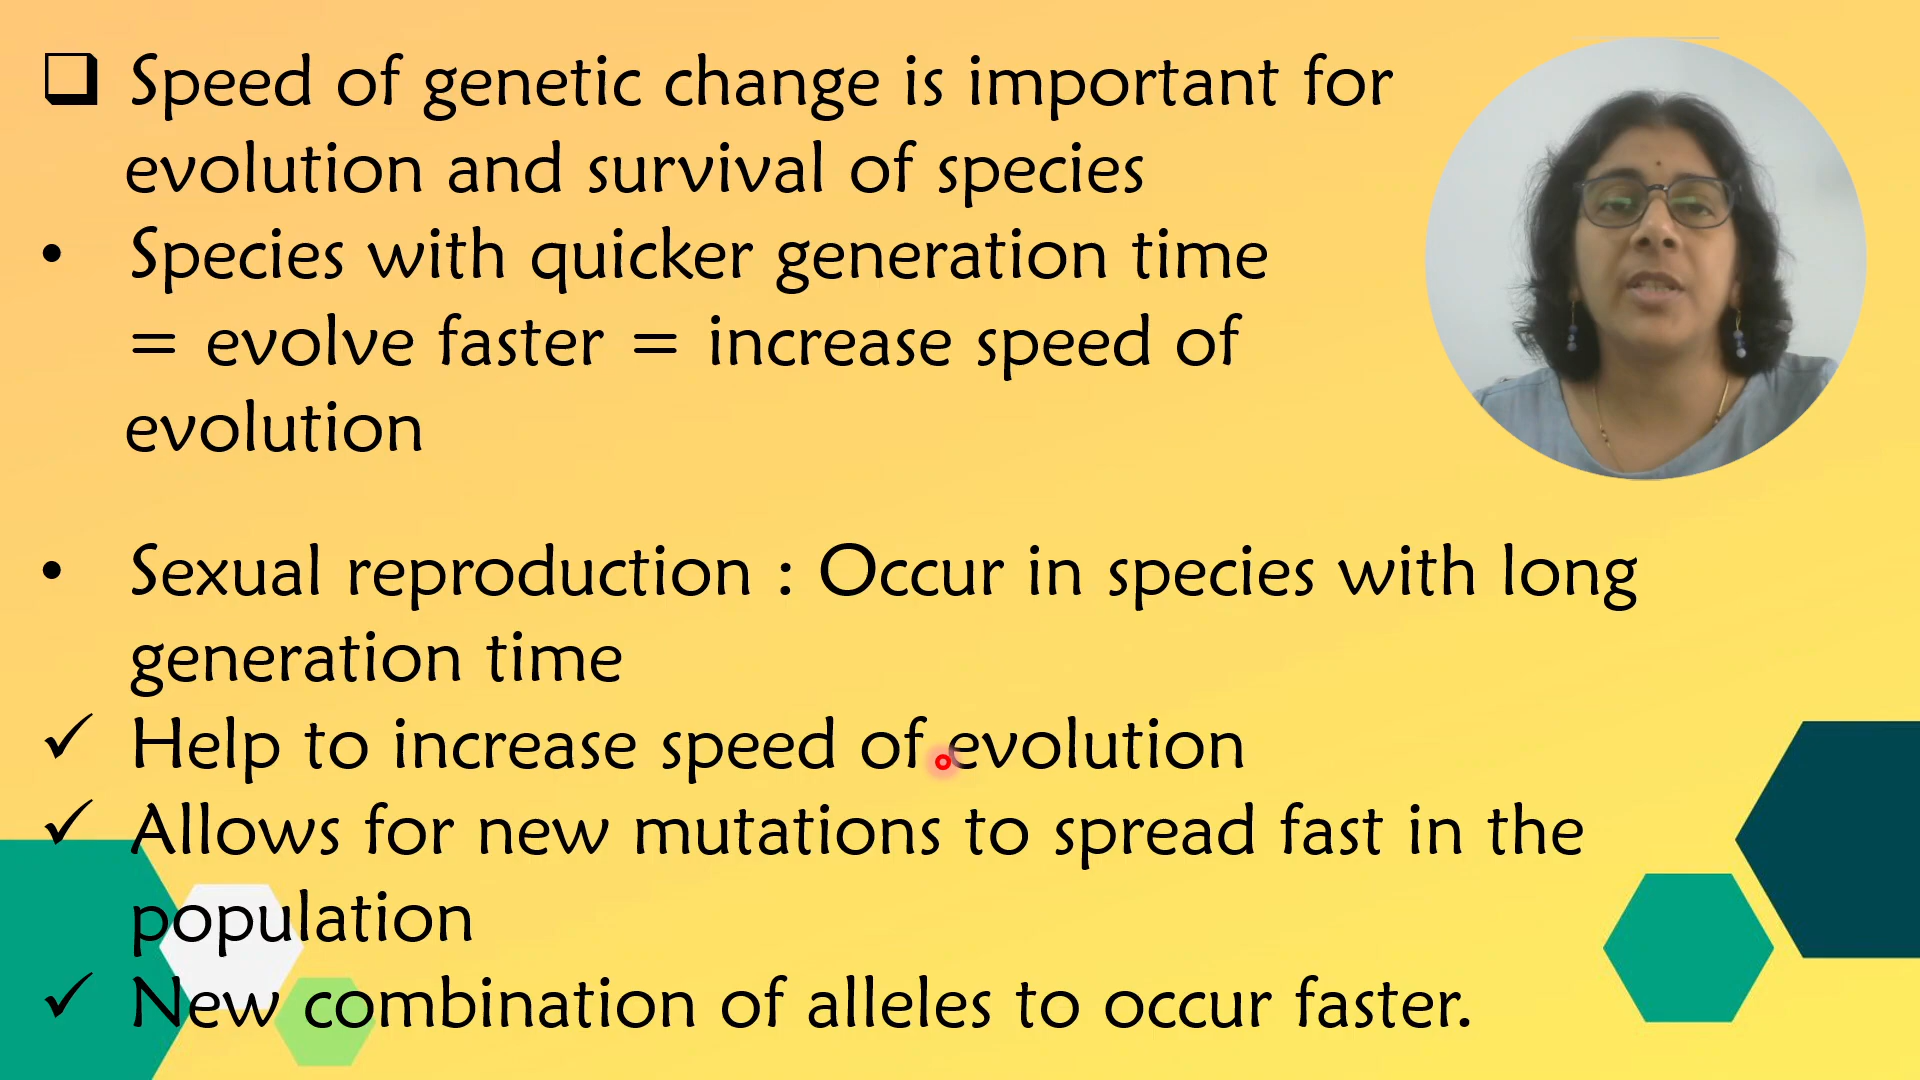 ❑ Speed of genetic change is important for
evolution and survival of species
• Species with quicker generation time
= evolve faster = increase speed of
evolution
• Sexual reproduction : Occur in species with long
generation time
✓ Help to increase speed of evolution
✓ Allows for new mutations to spread fast in the
population
✓ New combination of alleles to occur faster.